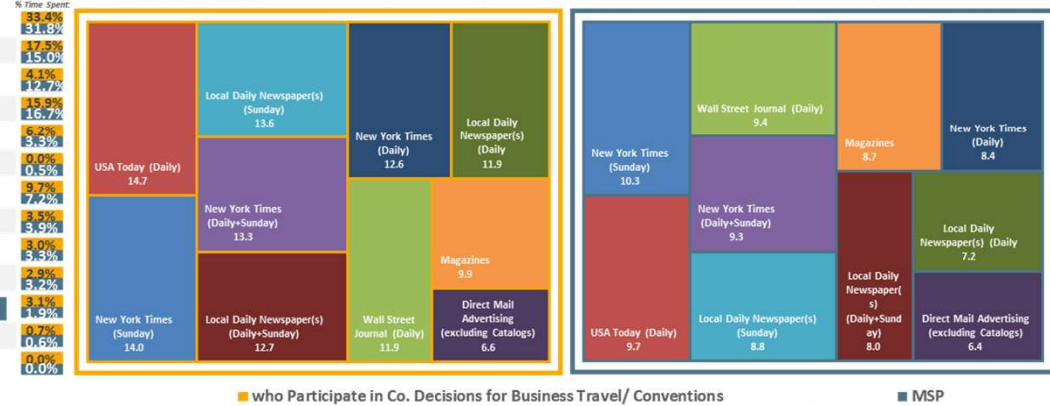 % Time Spent:
33.4%
31.8%
17.5%
15.0%
4.1%
12.7%
15.9%
16.7%
6.2%
3.3%
0.0%
0.5%
9.7%
7.2%
3.5%
3.9%
3.0%
3.3%
2.9%
3.2%
3.1%
1.9%
0.7%
0.6%
0.0%
0.0%
USA Today (Daily)
14.7
New York Times
(Sunday)
14.0
Local Daily Newspaper(s)
(Sunday)
13.6
New York Times
(Daily+Sunday)
13.3
Local Daily Newspaper(s)
(Daily+Sunday)
12.7
New York Times
(Daily)
12.6
Local Daily
Newspaper(s)
(Daily
11.9
Wall Street
Journal (Daily)
11.9
Magazines
9.9
Direct Mail
Advertising
(excluding Catalogs)
6.6
New York Times
(Sunday)
10.3
USA Today (Daily)
9.7
Wall Street Journal (Daily)
9.4
New York Times
(Daily+Sunday)
9.3
Local Daily Newspaper(s)
(Sunday)
8.8
Magazines
8.7
New York Times
(Daily)
8.4
Local Daily
Newspaper(
s)
(Daily+Sund
ay)
8.0
Local Daily
Newspaper(s) (Daily
7.2
Direct Mail Advertising
(excluding Catalogs)
6.4
who Participate in Co. Decisions for Business Travel/ Conventions
MSP